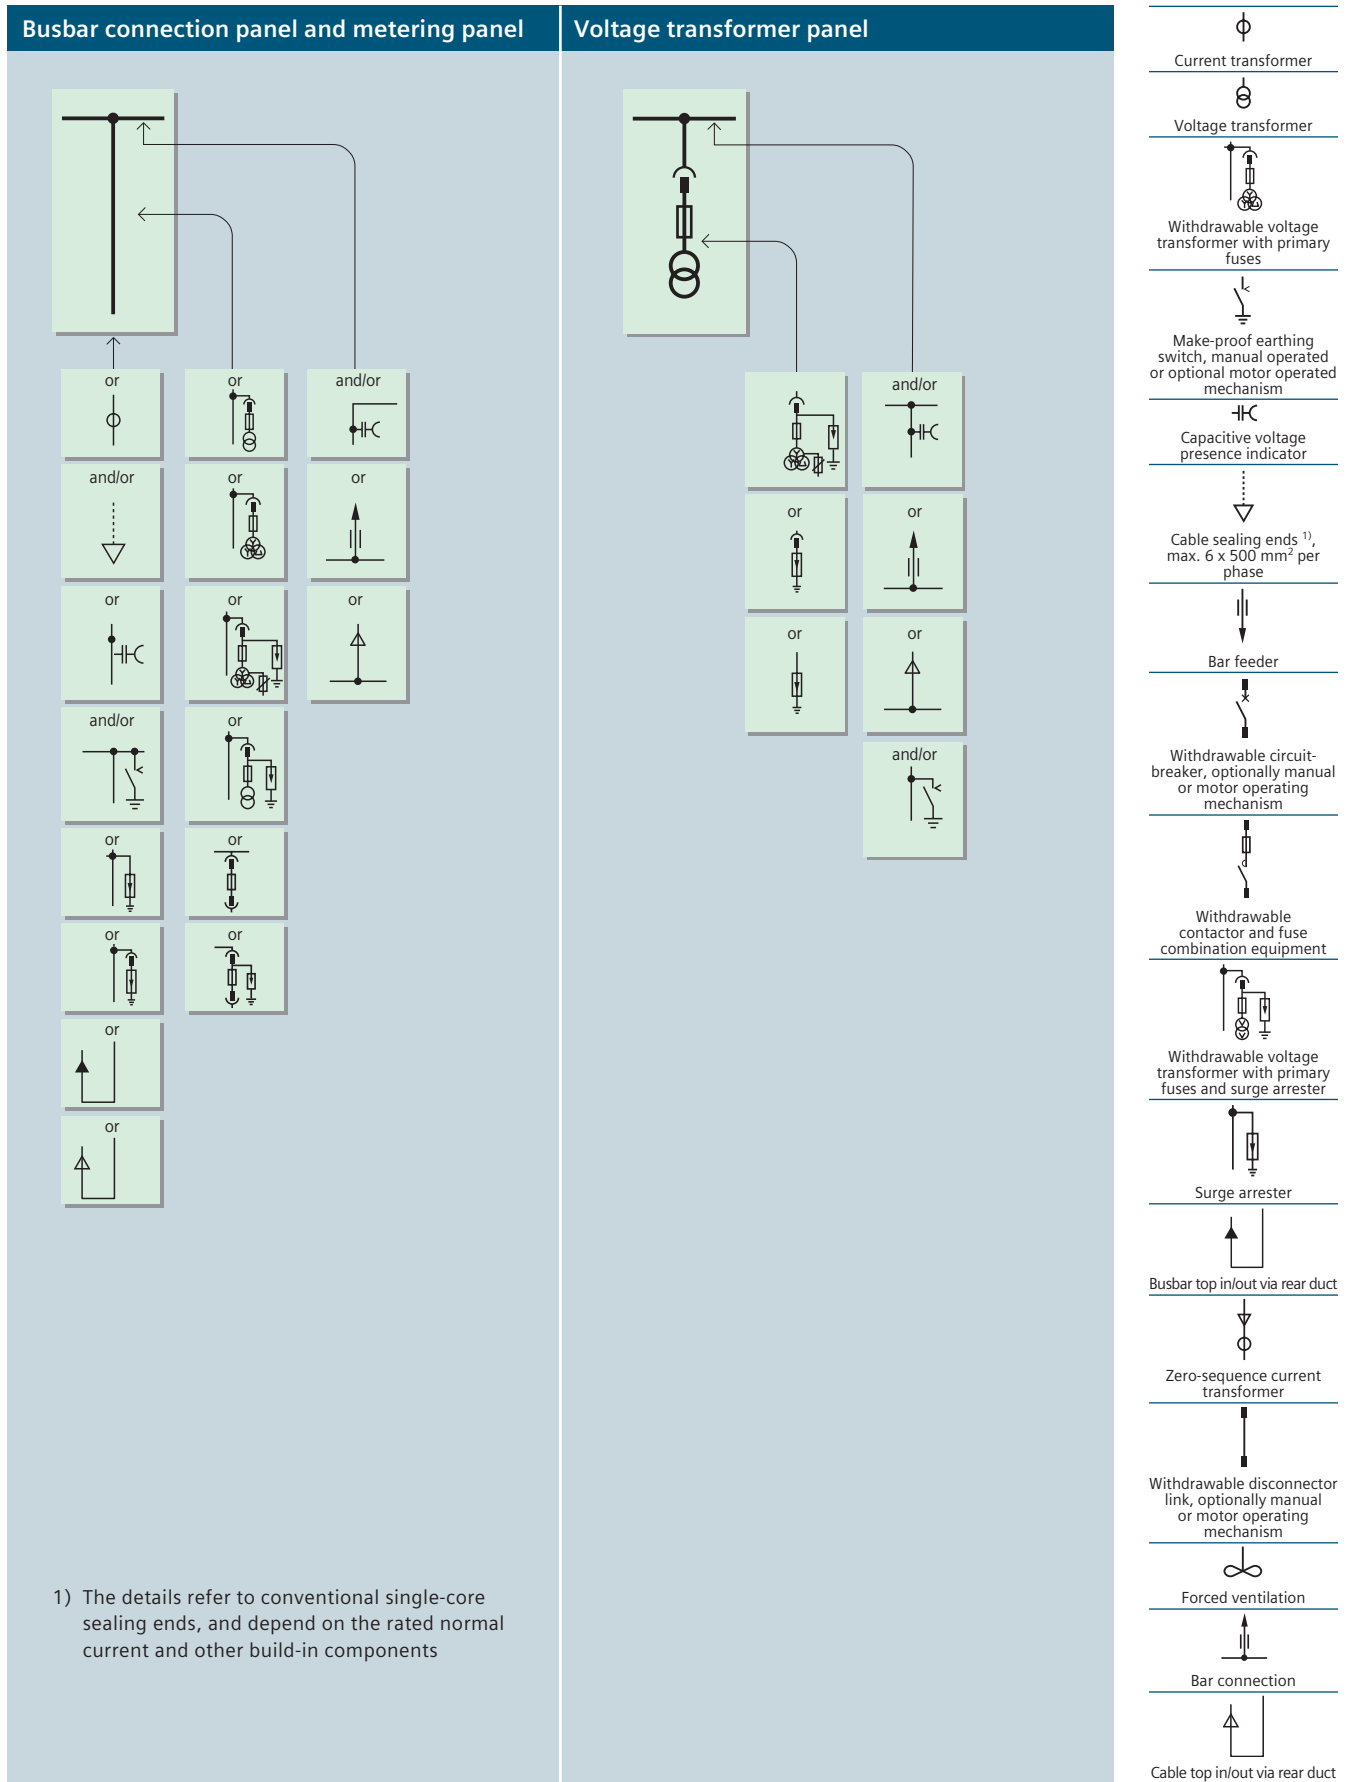 Busbar connection panel and metering panel
or
or
and/or
and/or
or
or
or
or
or
and/or
or
or
or
or
or
or
or
1) The details refer to conventional single-core
sealing ends, and depend on the rated normal
current and other build-in components
Voltage transformer panel
and/or
or
or
or
or
and/or
Current transformer
Voltage transformer
Withdrawable voltage
transformer with primary
fuses
Make-proof earthing
switch, manual operated
or optional motor operated
mechanism
Capacitive voltage
presence indicator
Cable sealing ends 1),
max. 6 x 500 mm2 per
phase
Bar feeder
Withdrawable circuit-
breaker, optionally manual
or motor operating
mechanism
Withdrawable
contactor and fuse
combination equipment
Withdrawable voltage
transformer with primary
fuses and surge arrester
Surge arrester
Busbar top in/out via rear duct
Zero-sequence current
transformer
Withdrawable disconnector
link, optionally manual
or motor operating
mechanism
Forced ventilation
Bar connection
Cable top in/out via rear duct